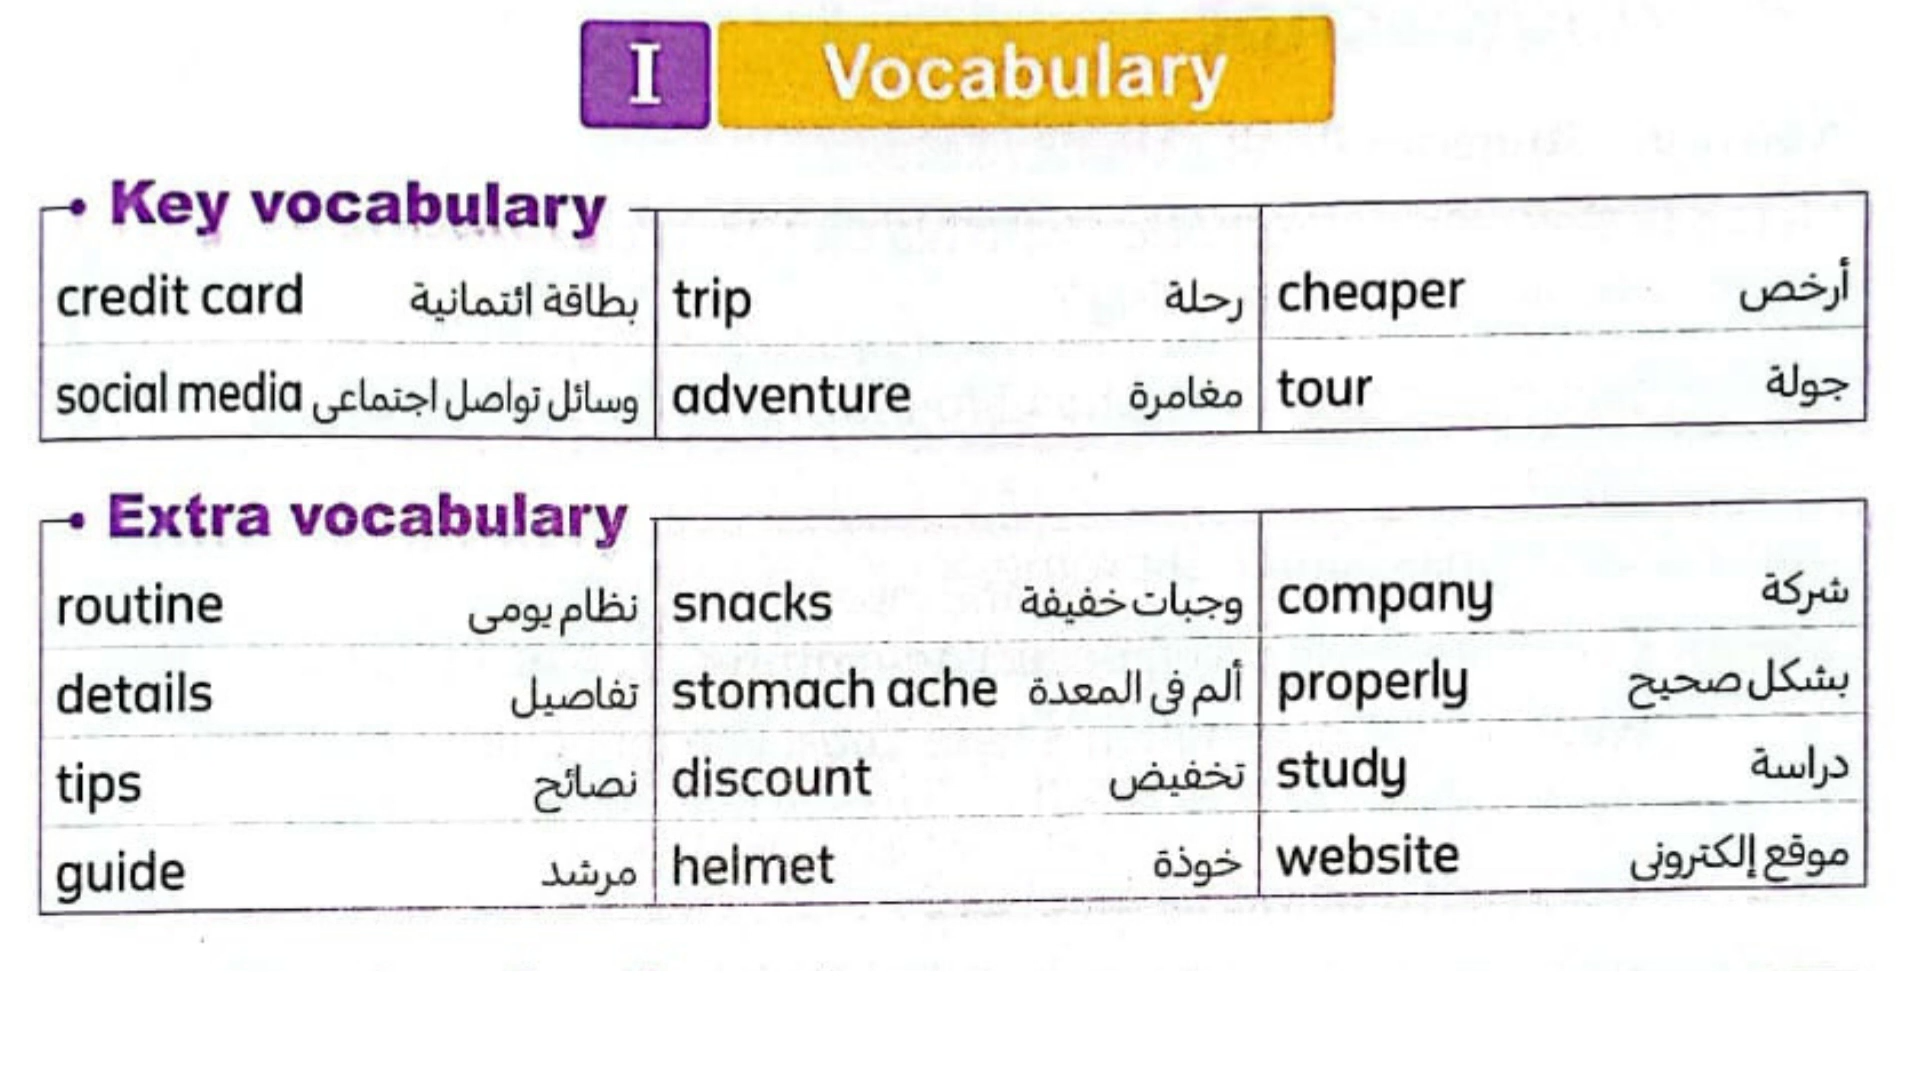 I Vocabulary
Key vocabulary
credit card بطاقة ائتمانية trip رحلة cheaper أرخص
social media وسائل تواصل اجتماعى adventure مغامرة tour جولة
Extra vocabulary
routine نظام يومى snacks وجبات خفيفة company شركة
details تفاصيل stomach ache ألم فى المعدة properly بشكل صحيح
tips نصائح discount تخفيض study دراسة
guide مرشد helmet خوذة website موقع إلكترونى